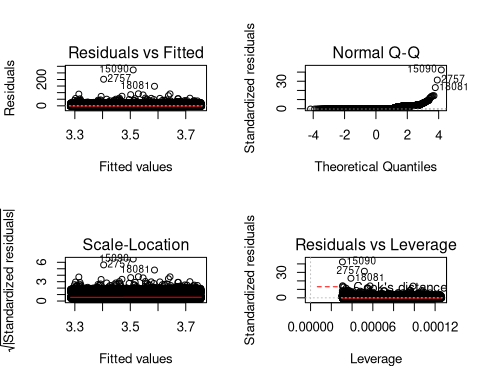 Residuals vs Fitted
Residuals
0 200
15090
2757
18081
3.3 3.5 3.7
Fitted values
Normal Q-Q
Standardized residuals
0 30
15090
2757
18081
-4 -2 0 2 4
Theoretical Quantiles
Scale-Location
√|Standardized residuals|
0 3 6
15090
2757
18081
3.3 3.5 3.7
Fitted values
Residuals vs Leverage
Standardized residuals
0 30
15090
2757
18081
Cook's distance
0.00000 0.00006 0.00012
Leverage